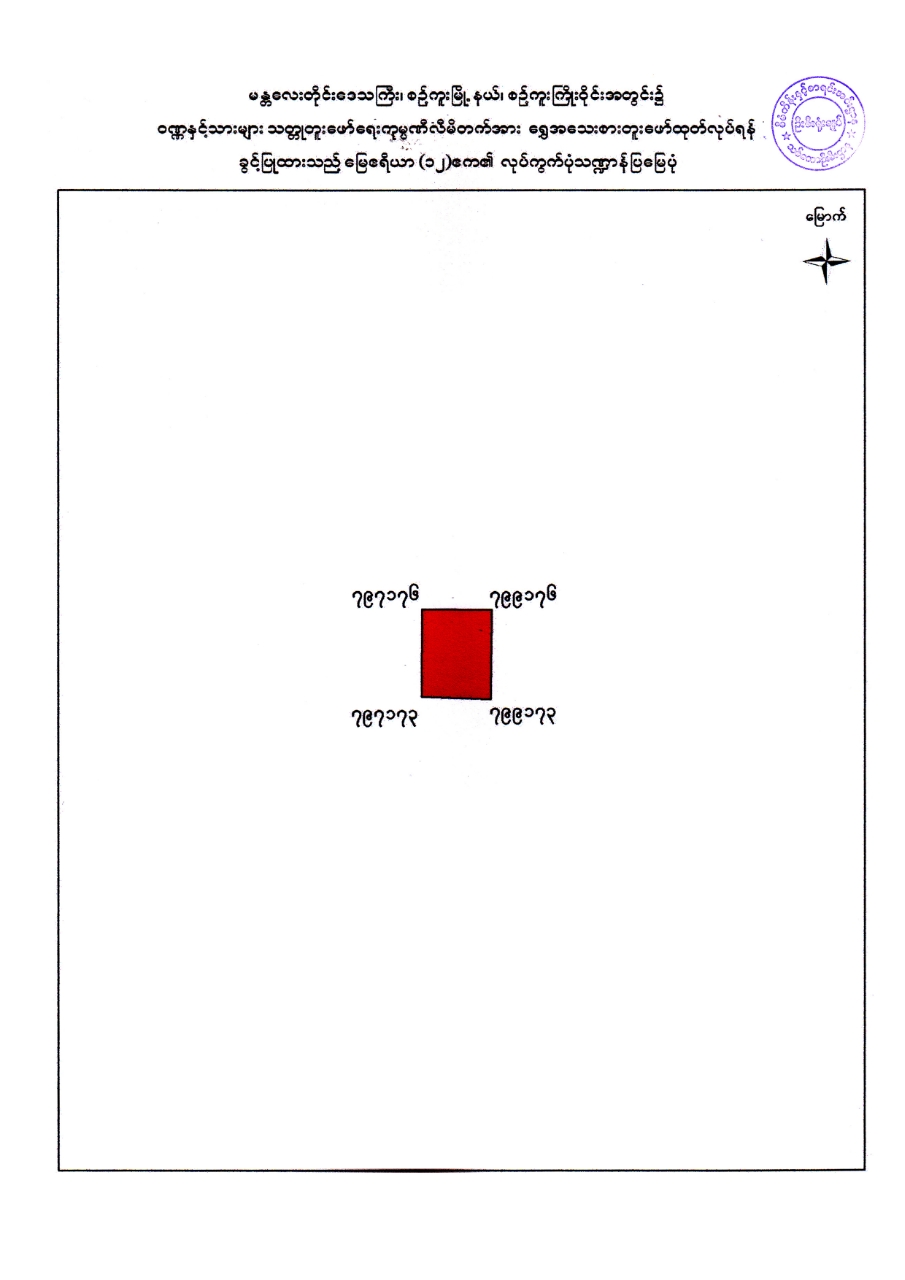 မန္တလေးတိုင်းဒေသကြီး၊ စဉ့်ကူးမြို့နယ်၊ စဉ့်ကူးကြိုးဝိုင်းအတွင်း၌
ဝဏ္ဏနှင့်သားများ သတ္တုတူးဖော်ရေးကုမ္ပဏီလီမိတက်အား ရွှေအသေးစားတူးဖော်ထုတ်လုပ်ရန်
ခွင့်ပြုထားသည့် မြေဧရိယာ (၁၂)ဧက၏ လုပ်ကွက်ပုံသဏ္ဍာန်ပြမြေပုံ
မြောက်
၇၉၇၁၇၆ ၇၉၉၁၇၆
၇၉၇၁၇၃ ၇၉၉၁၇၃